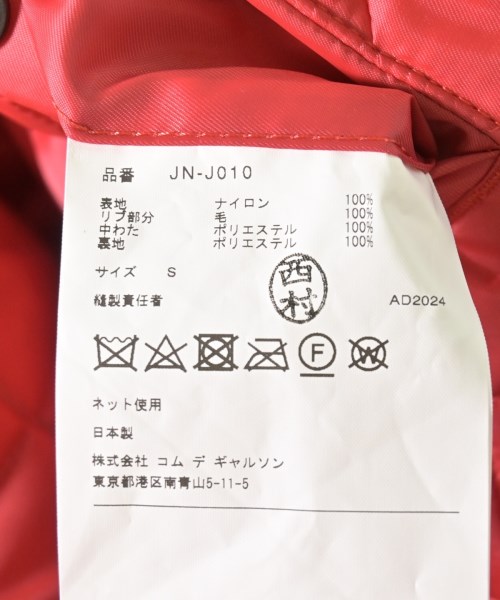 品番 JN-J010
表地 ナイロン 100%
リブ部分 毛 100%
中わた ポリエステル 100%
裏地 ポリエステル 100%
サイズ S
西村
縫製責任者 AD2024
F W
ネット使用
日本製
株式会社 コム デ ギャルソン
東京都港区南青山5-11-5